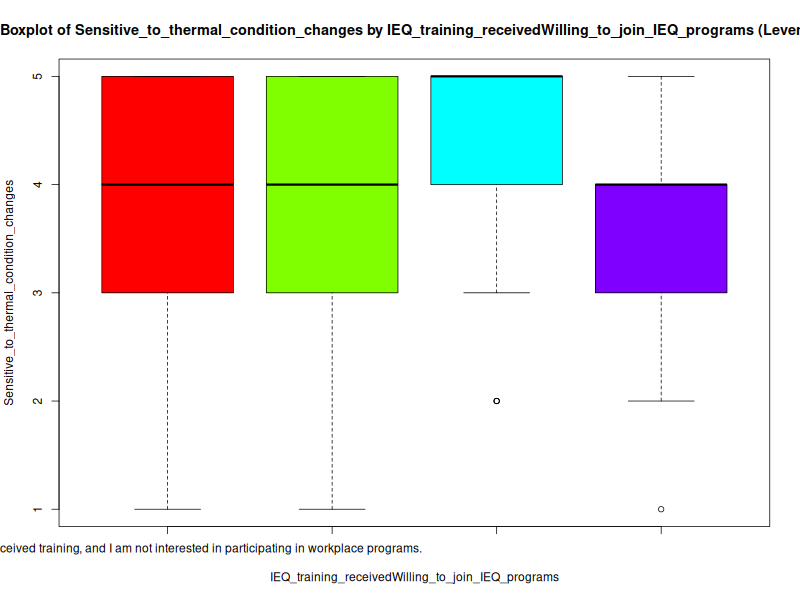 Boxplot of Sensitive_to_thermal_condition_changes by IEQ_training_receivedWilling_to_join_IEQ_programs (Lever
5
4
3
2
1
Sensitive_to_thermal_condition_changes
ceived training, and I am not interested in participating in workplace programs.
IEQ_training_receivedWilling_to_join_IEQ_programs